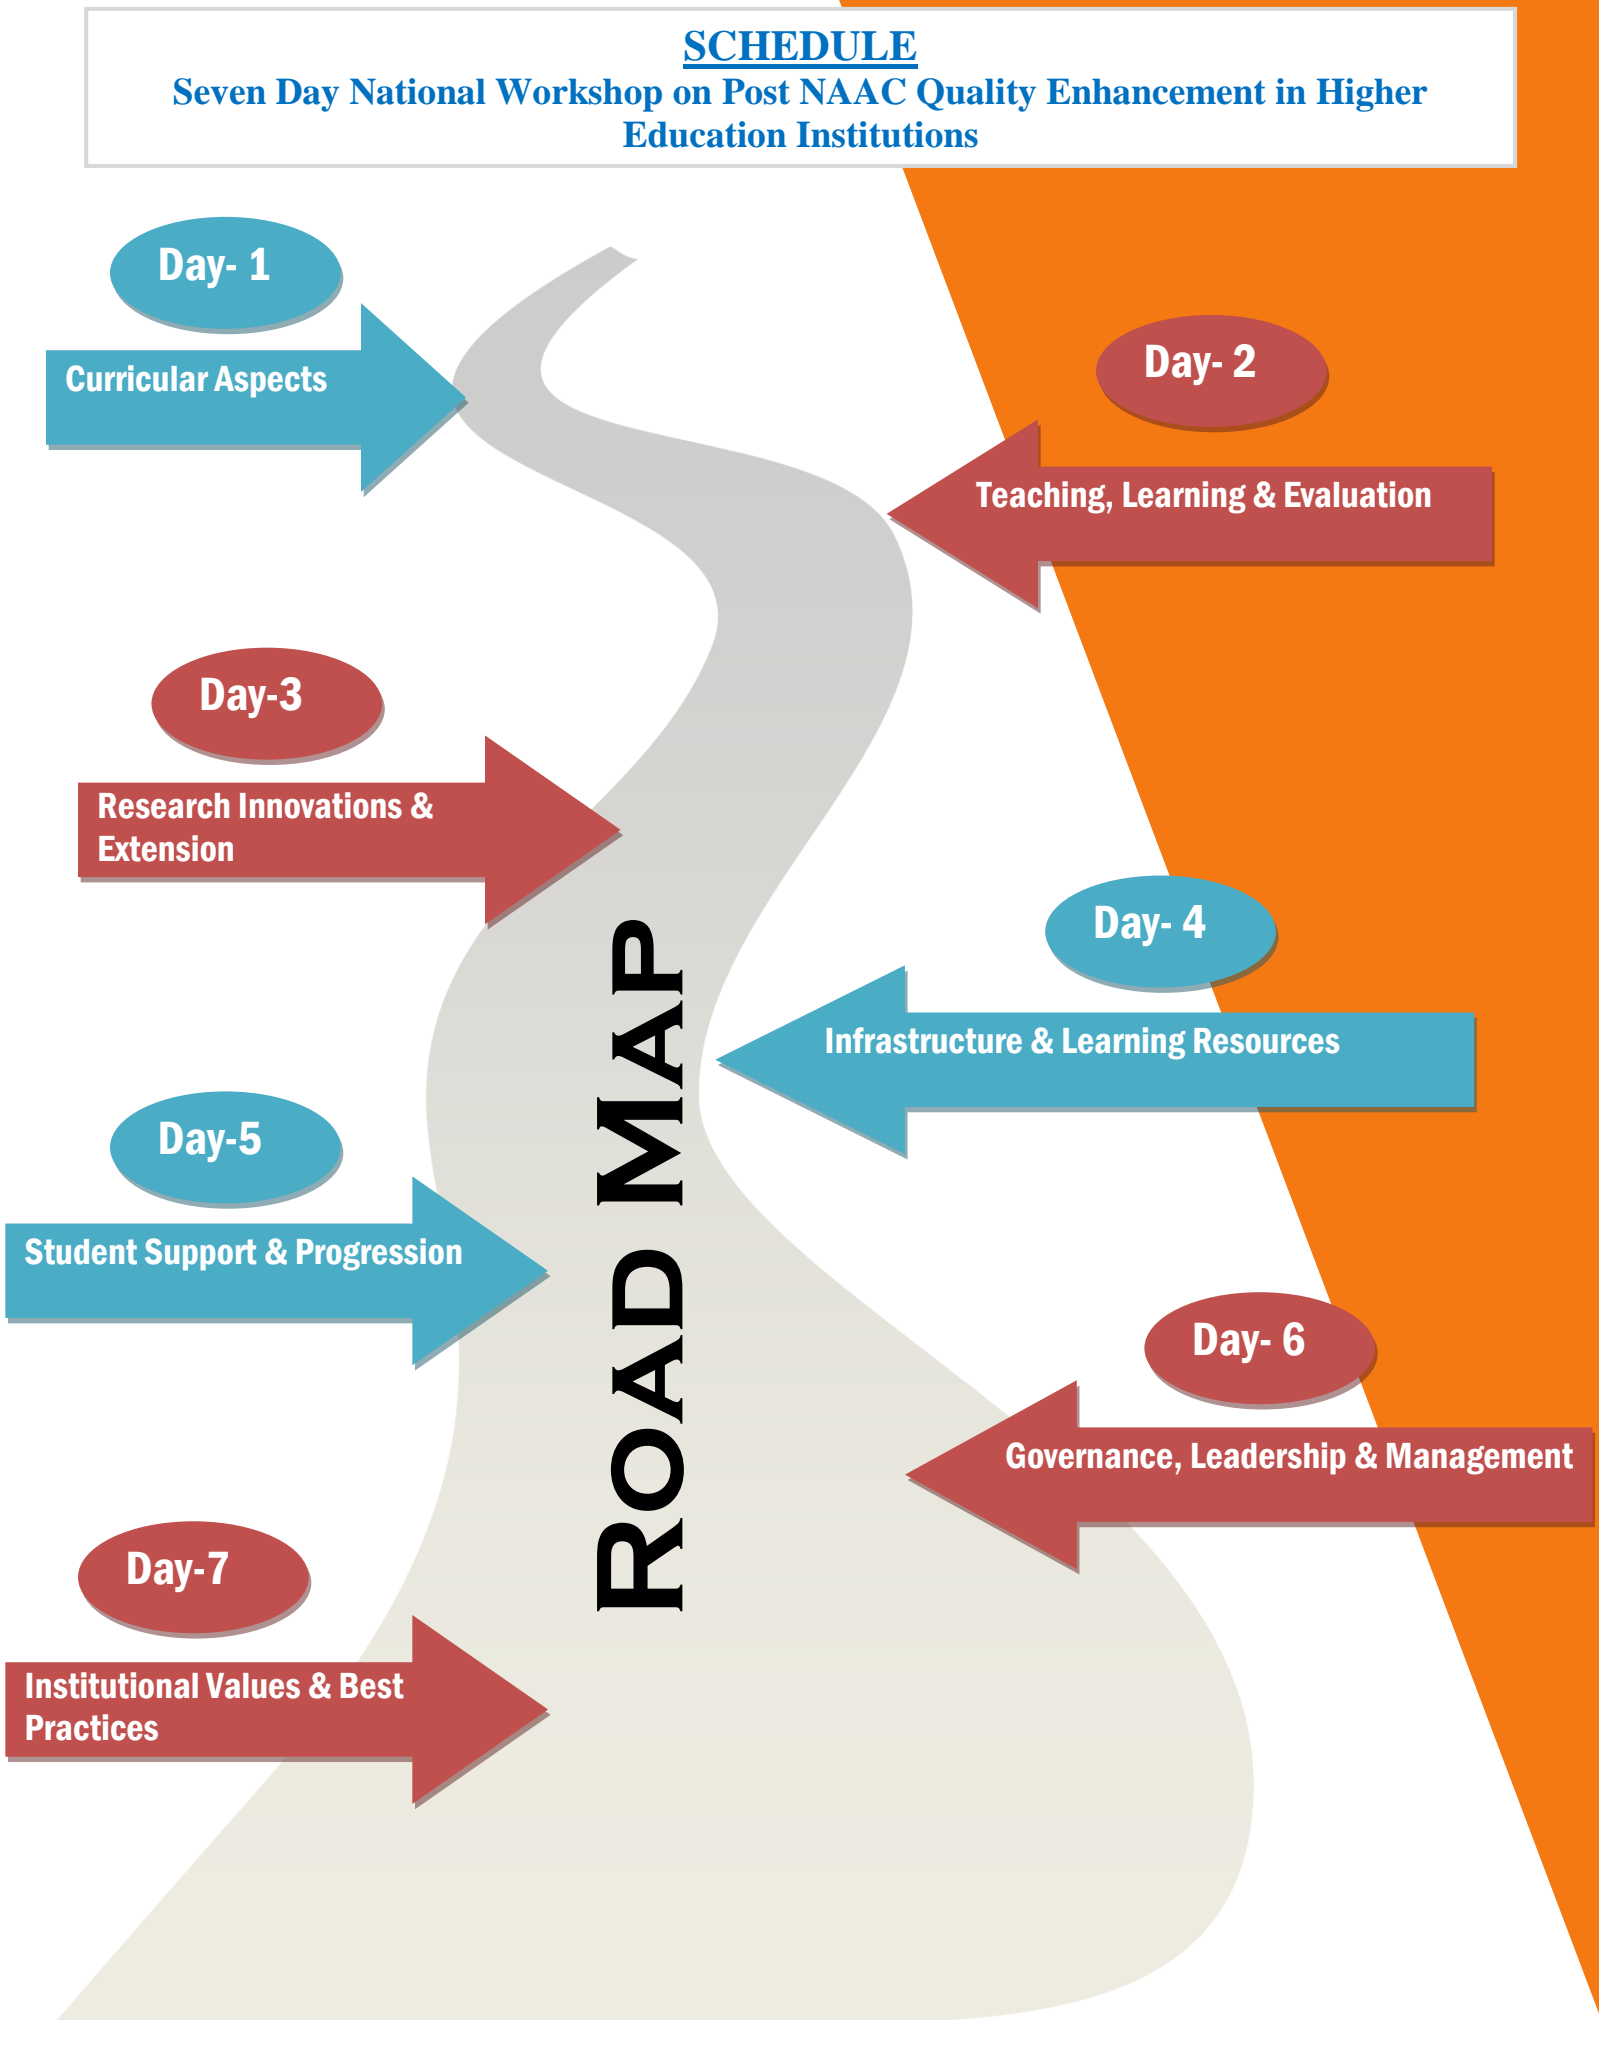 SCHEDULE
Seven Day National Workshop on Post NAAC Quality Enhancement in Higher
Education Institutions
Day- 1
Curricular Aspects
Day- 2
Teaching, Learning & Evaluation
Day-3
Research Innovations &
Extension
Day- 4
Infrastructure & Learning Resources
Day-5
Student Support & Progression
Day- 6
Governance, Leadership & Management
Day-7
Institutional Values & Best
Practices
ROAD MAP